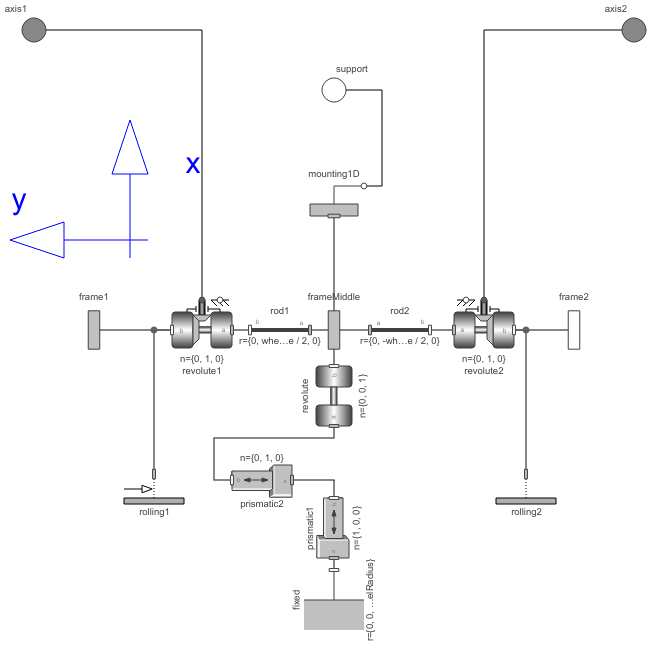 axis1
axis2
support
x
mounting1D
y
frame1
rod1
frameMiddle
rod2
frame2
b
a
b
a
a
b
a
b
r={0, whe...e / 2, 0}
r={0, -wh...e / 2, 0}
n={0, 1, 0}
revolute1
n={0, 1, 0}
revolute2
revolute
n={0, 0, 1}
n={0, 1, 0}
prismatic2
rolling1
rolling2
prismatic1
n={1, 0, 0}
fixed
r={0, 0, ...elRadius}